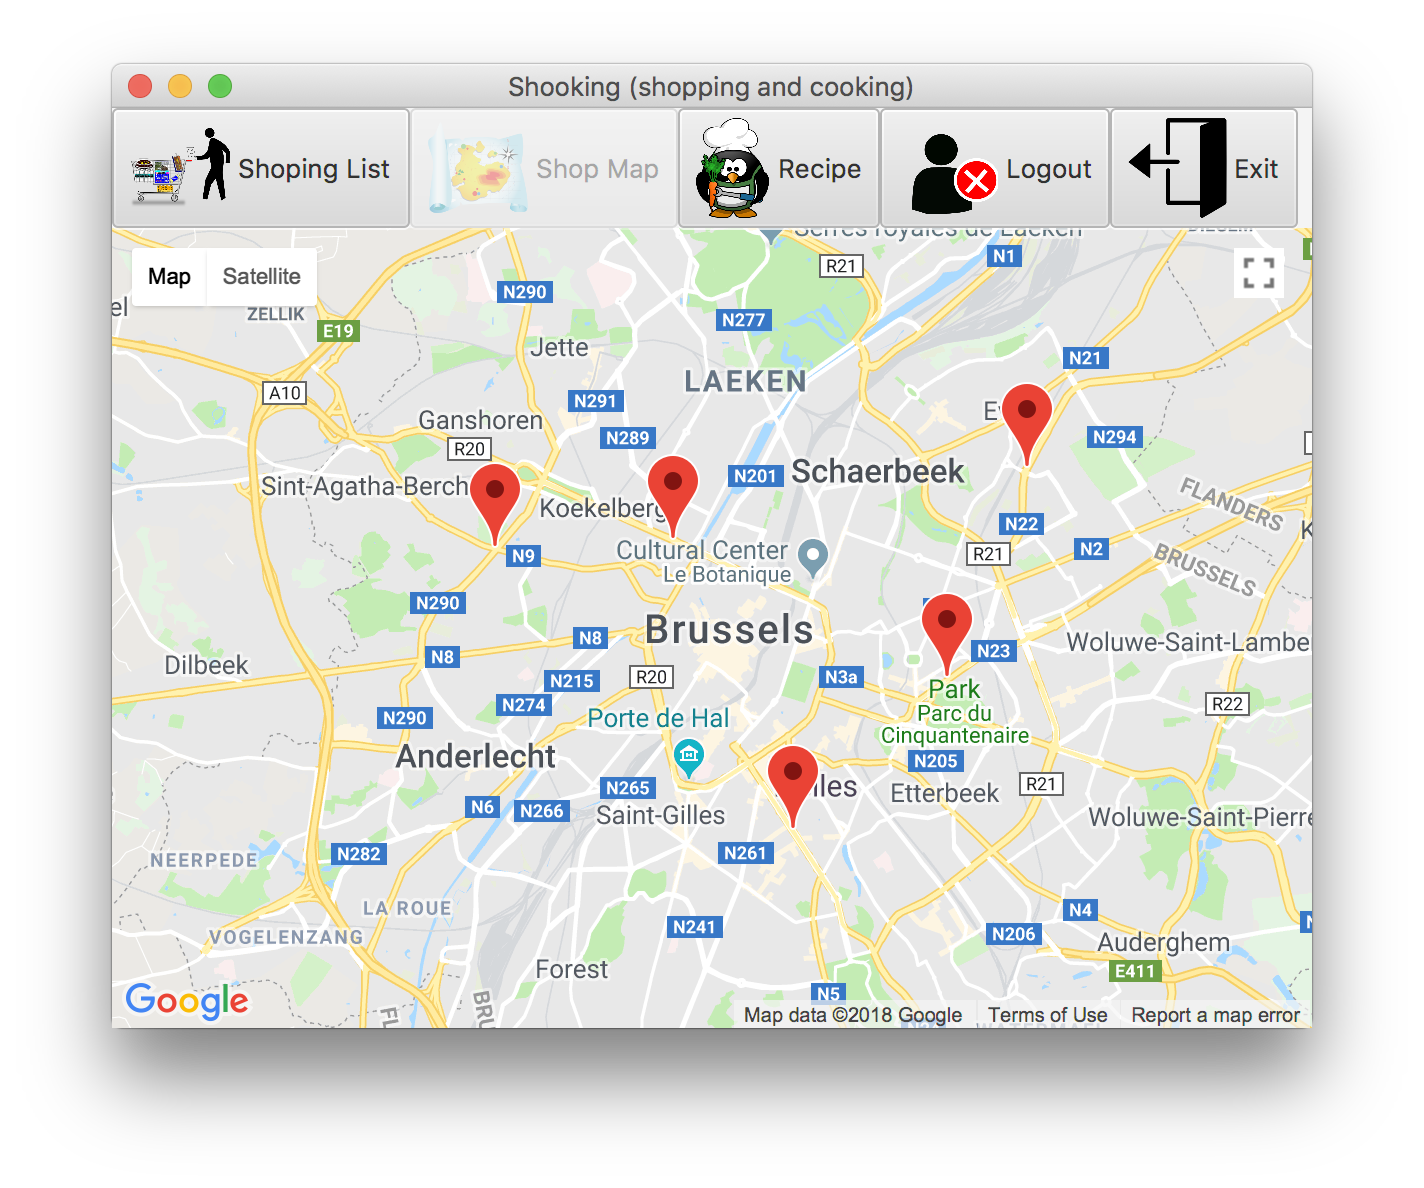 Shooking (shopping and cooking)
Shoping List
Shop Map
Recipe
Logout
Exit
Map
Satellite
ZELLIK
E19
A10
N290
Jette
N291
N289
Ganshoren
R20
Sint-Agatha-Berch
Koekelberg
N9
N277
LAEKEN
Serres royales de Laeken
R21
N1
N21
N294
N201
Schaerbeek
N22
R21
N2
FLANDERS
BRUSSELS
Cultural Center
Le Botanique
Brussels
N290
N8
N8
Dilbeek
N215
N274
R20
N290
Porte de Hal
Anderlecht
N3a
N23
Park
Parc du
Cinquantenaire
Woluwe-Saint-Lambe
R22
N205
R21
Etterbeek
Woluwe-Saint-Pierre
N265
Saint-Gilles
lles
N6
N266
N282
NEERPEDE
LA ROUE
VOGELENZANG
N261
N241
Forest
N5
N4
N206
Auderghem
E411
BRU
FL
Google
Map data ©2018 Google
Terms of Use
Report a map error